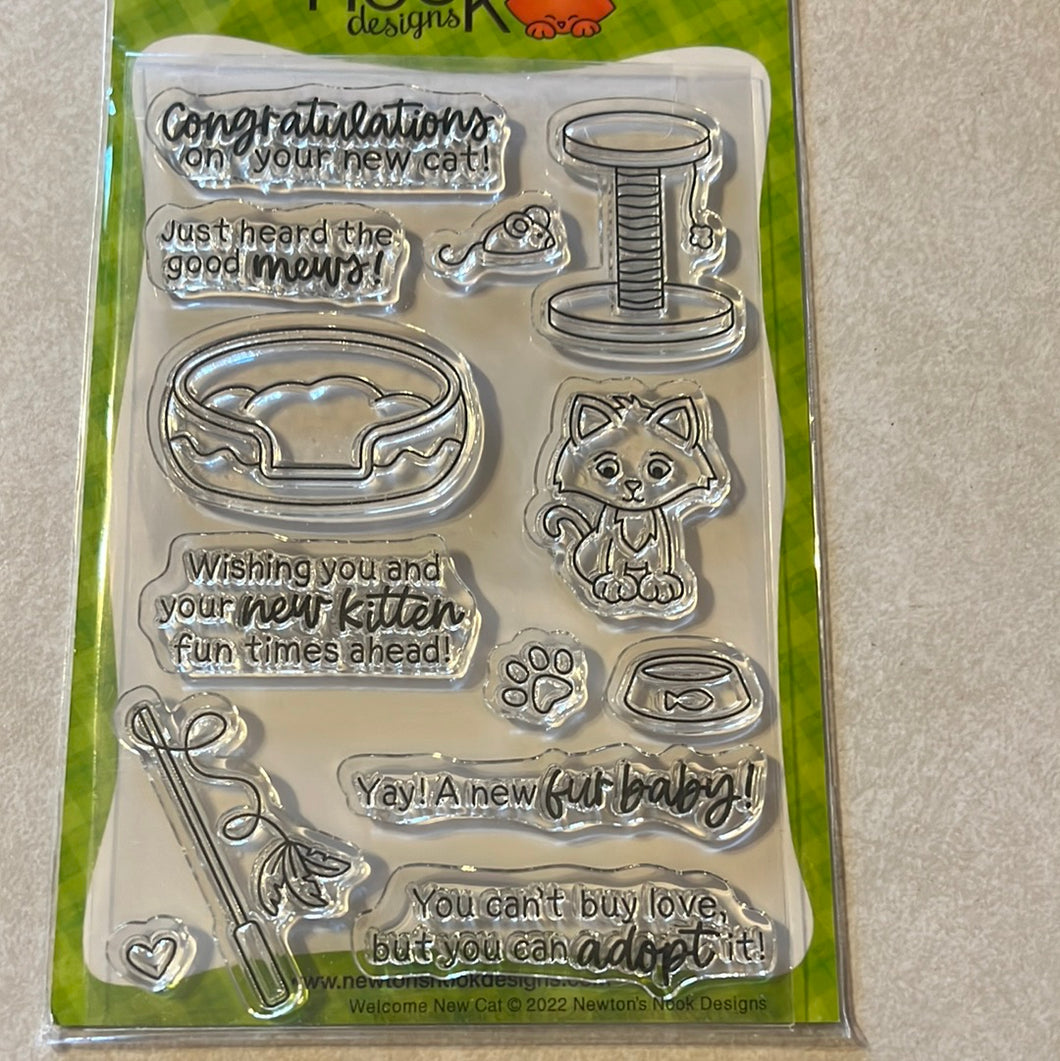 Nook
designs
Congratulations
on your new cat!
Just heard the
good mews!
Wishing you and
your new kitten
fun times ahead!
Yay! A new fur baby!
You can't buy love,
but you can adopt it!
www.newtonsnookdesigns.com
Welcome New Cat © 2022 Newton's Nook Designs